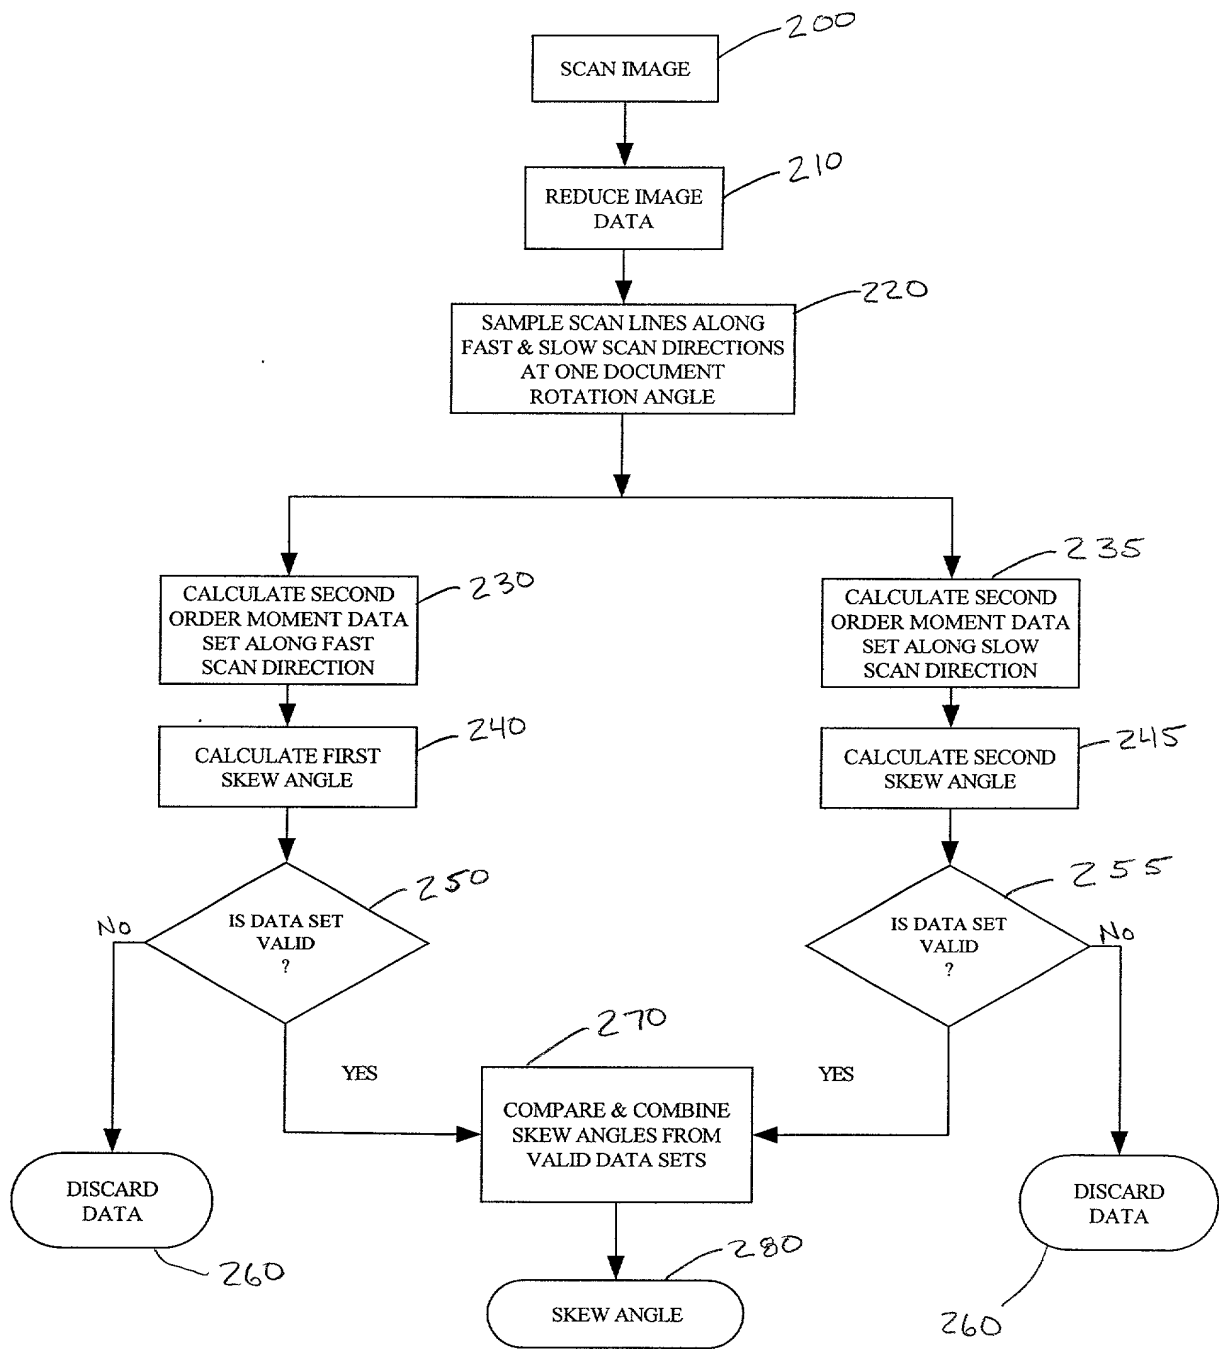 200
SCAN IMAGE
210
REDUCE IMAGE
DATA
220
SAMPLE SCAN LINES ALONG
FAST & SLOW SCAN DIRECTIONS
AT ONE DOCUMENT
ROTATION ANGLE
230
CALCULATE SECOND
ORDER MOMENT DATA
SET ALONG FAST
SCAN DIRECTION
235
CALCULATE SECOND
ORDER MOMENT DATA
SET ALONG SLOW
SCAN DIRECTION
240
CALCULATE FIRST
SKEW ANGLE
245
CALCULATE SECOND
SKEW ANGLE
250
No
IS DATA SET
VALID
?
255
IS DATA SET
VALID
?
No
YES
270
YES
COMPARE & COMBINE
SKEW ANGLES FROM
VALID DATA SETS
DISCARD
DATA
260
DISCARD
DATA
260
280
SKEW ANGLE